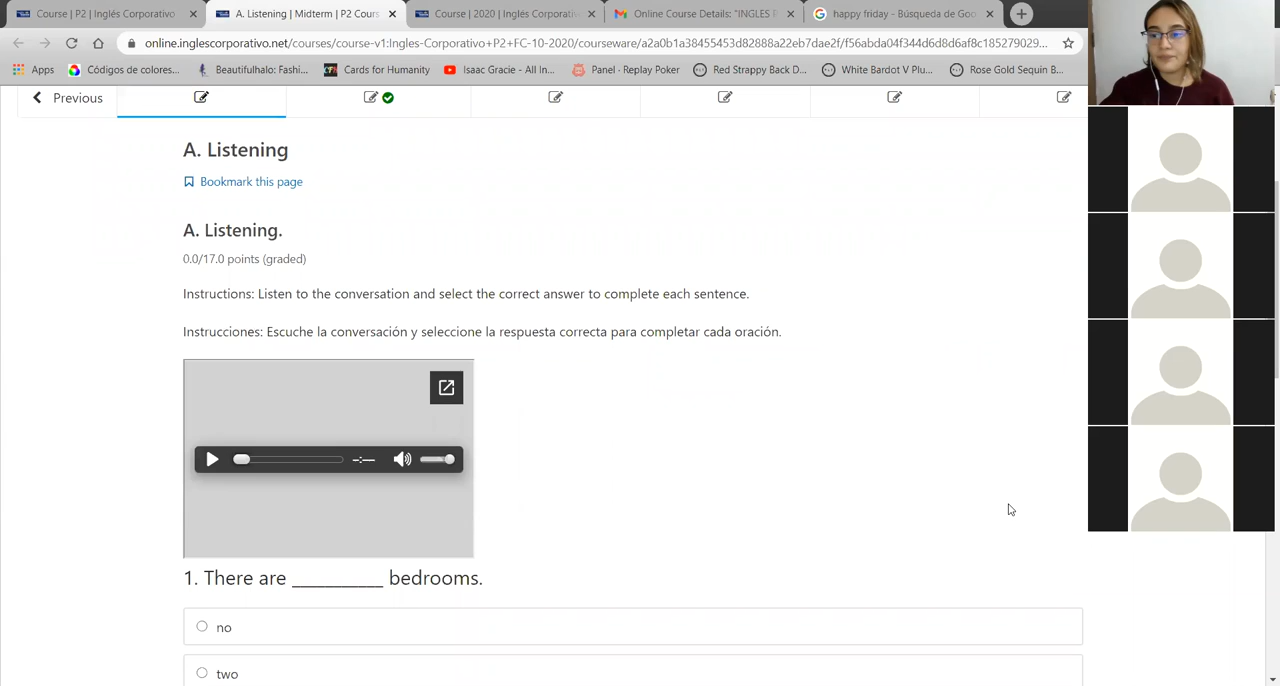 Course | P2 | Inglés Corporativo
A. Listening | Midterm | P2 Cours
Course | 2020 | Inglés Corporati
Online Course Details: "INGLES P
happy friday - Búsqueda de Goo
online.inglescorporativo.net/courses/course-v1:Ingles-Corporativo+P2+FC-10-2020/courseware/a2a0b1a38455453d82888a22eb7dae2f/f56abda04f344d6d8d6af8c185279029...
Apps
Códigos de colores...
Beautifulhalo: Fashi...
Cards for Humanity
Isaac Gracie - All In...
Panel · Replay Poker
Red Strappy Back D...
White Bardot V Plu...
Rose Gold Sequin B...
Previous
A. Listening
Bookmark this page
A. Listening.
0.0/17.0 points (graded)
Instructions: Listen to the conversation and select the correct answer to complete each sentence.
Instrucciones: Escuche la conversación y seleccione la respuesta correcta para completar cada oración.
--:--
1. There are __________ bedrooms.
no
two